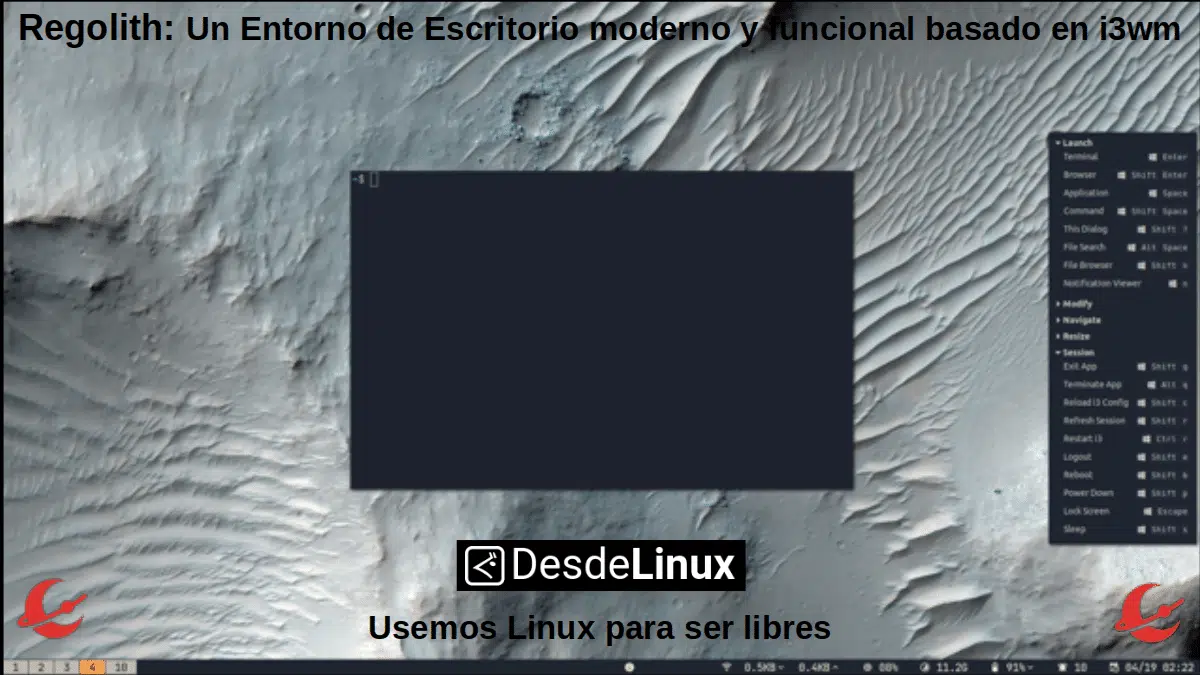 Regolith: Un Entorno de Escritorio moderno y funcional basado en i3wm
~$
Launch
Terminal Enter
Browser Shift Enter
Application Space
Command Shift Space
This Dialog Shift ?
File Search Alt Space
File Browser Shift n
Notification Viewer n
Modify
Navigate
Resize
Session
Exit App Shift q
Terminate App Alt q
Reload i3 Config Shift c
Refresh Session Shift r
Restart i3 Ctrl r
Logout Shift e
Reboot Shift b
Power Down Shift p
Lock Screen Escape
Sleep Shift s
DesdeLinux
Usemos Linux para ser libres
1 2 3 4 10 0.5KB 0.4KB 00% 11.2G 91% 10 04/19 02:22